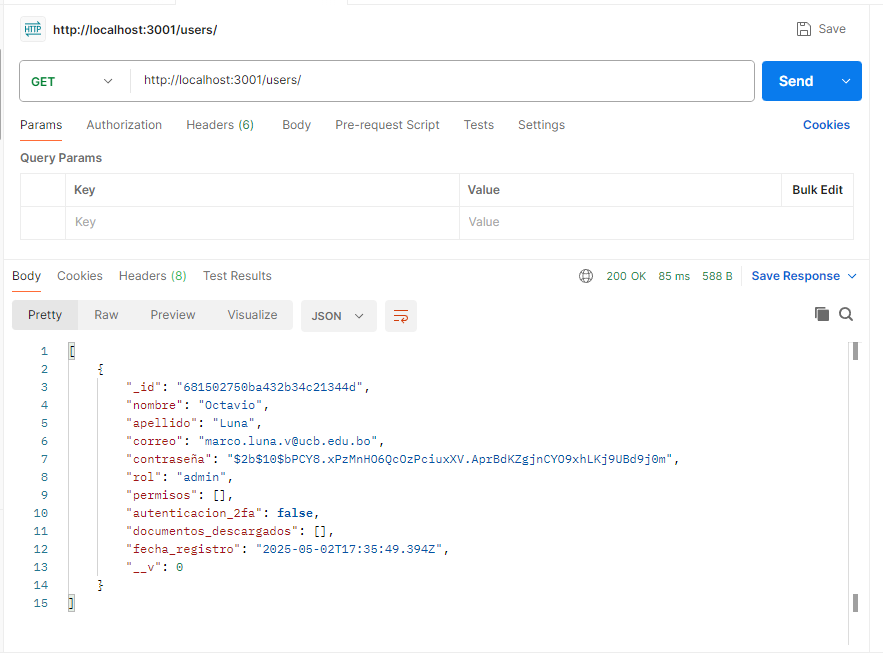 HTTP http://localhost:3001/users/ Save
GET http://localhost:3001/users/ Send
Params Authorization Headers (6) Body Pre-request Script Tests Settings Cookies
Query Params
Key Value Bulk Edit
Key Value
Body Cookies Headers (8) Test Results 200 OK 85 ms 588 B Save Response
Pretty Raw Preview Visualize JSON
1 [
2 {
3 "_id": "681502750ba432b34c21344d",
4 "nombre": "Octavio",
5 "apellido": "Luna",
6 "correo": "marco.luna.v@ucb.edu.bo",
7 "contraseña": "$2b$10$bPCY8.xPzMnHO6QcOzPciuxXV.AprBdKZgjnCYO9xhLKj9UBd9j0m",
8 "rol": "admin",
9 "permisos": [],
10 "autenticacion_2fa": false,
11 "documentos_descargados": [],
12 "fecha_registro": "2025-05-02T17:35:49.394Z",
13 "__v": 0
14 }
15 ]